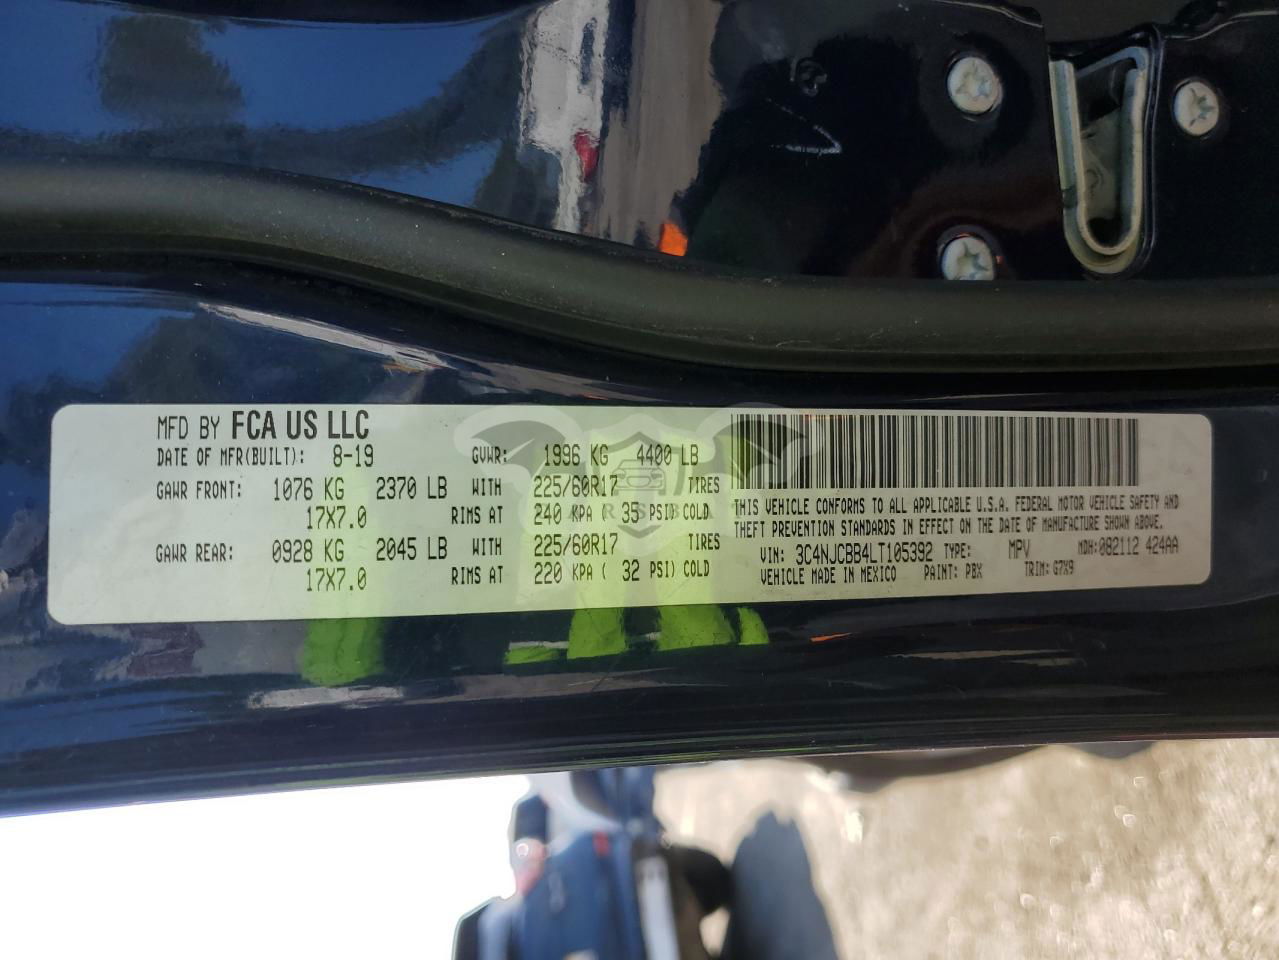 MFD BY FCA US LLC
DATE OF MFR(BUILT): 8-19 GVWR: 1996 KG 4400 LB
GAWR FRONT: 1076 KG 2370 LB WITH 225/60R17 TIRES
17X7.0 RIMS AT 240 KPA ( 35 PSI) COLD
GAWR REAR: 0928 KG 2045 LB WITH 225/60R17 TIRES
17X7.0 RIMS AT 220 KPA ( 32 PSI) COLD
THIS VEHICLE CONFORMS TO ALL APPLICABLE U.S.A. FEDERAL MOTOR VEHICLE SAFETY AND
THEFT PREVENTION STANDARDS IN EFFECT ON THE DATE OF MANUFACTURE SHOWN ABOVE.
VIN: 3C4NJCBB4LT105392 TYPE: MPV MDH:082112 424AA
VEHICLE MADE IN MEXICO PAINT: PBX TRIM: G7X9